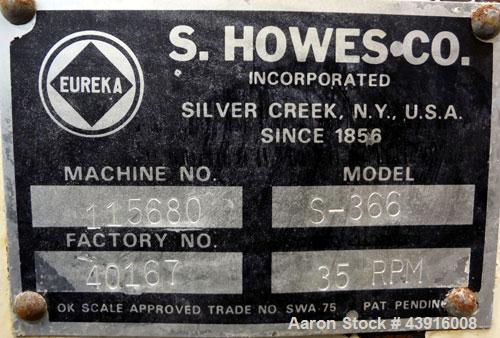 EUREKA
S. HOWES CO.
INCORPORATED
SILVER CREEK, N.Y., U.S.A.
SINCE 1856
MACHINE NO. MODEL
115680 S-366
FACTORY NO.
40167 35 RPM
OK SCALE APPROVED TRADE NO. SWA-75 PAT. PENDING
Aaron Stock # 43916008